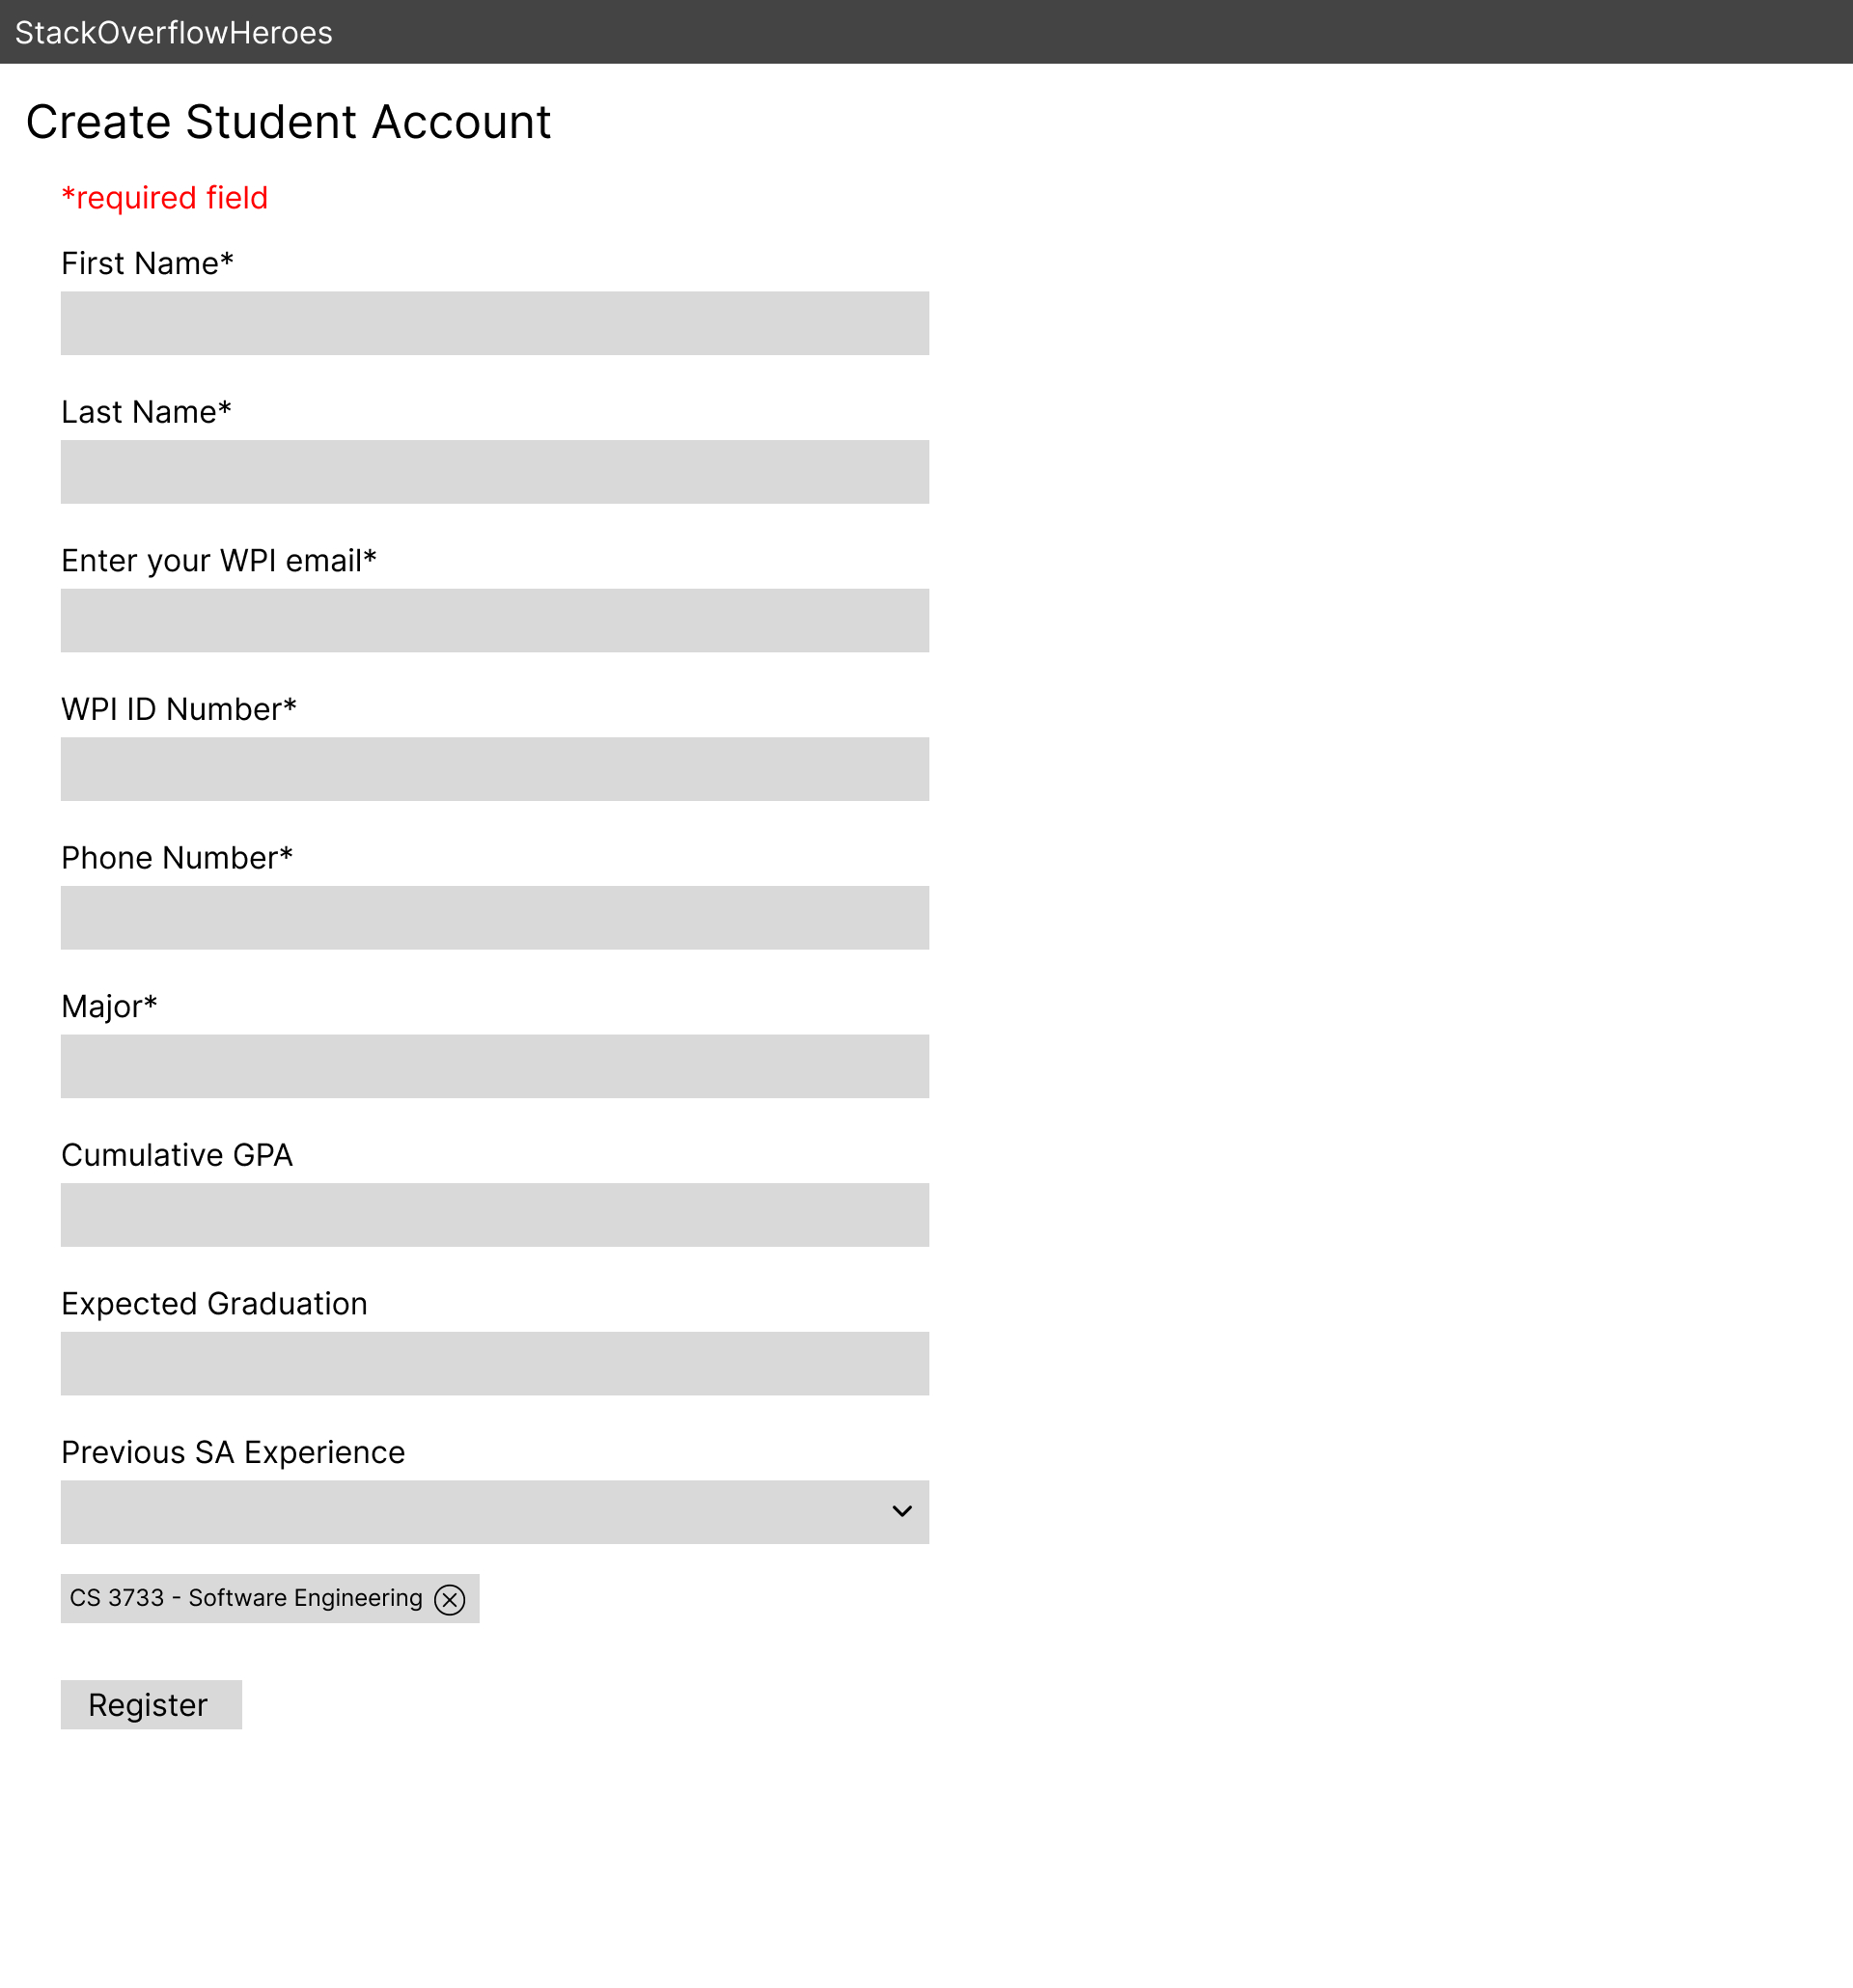 StackOverflowHeroes
Create Student Account
*required field
First Name*
Last Name*
Enter your WPI email*
WPI ID Number*
Phone Number*
Major*
Cumulative GPA
Expected Graduation
Previous SA Experience
CS 3733 - Software Engineering
Register